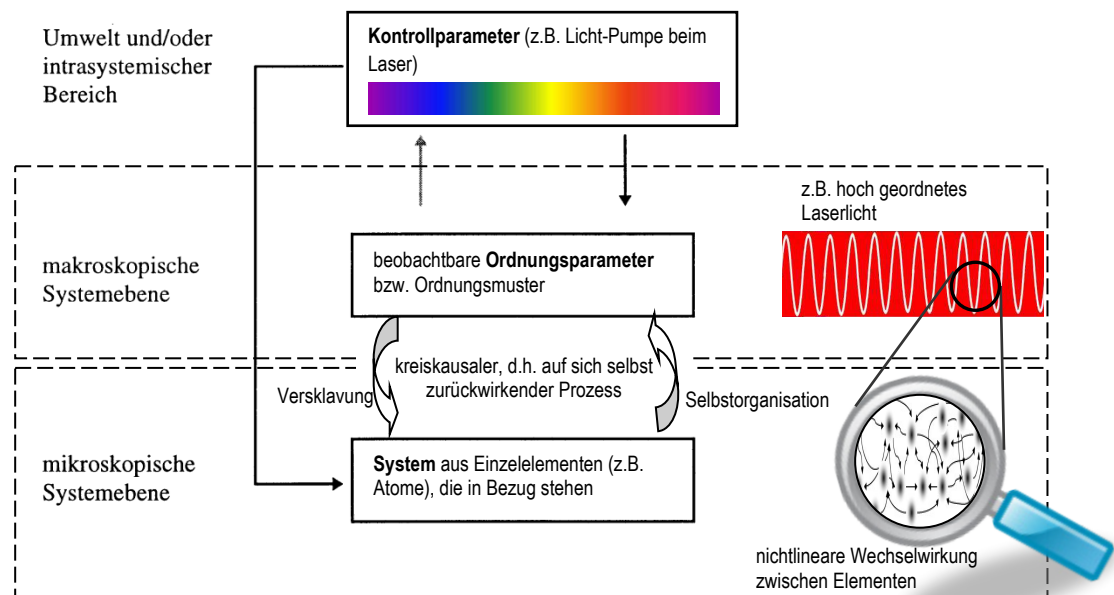 Umwelt und/oder
intrasystemischer
Bereich
Kontrollparameter (z.B. Licht-Pumpe beim
Laser)
z.B. hoch geordnetes
Laserlicht
makroskopische
Systemebene
beobachtbare Ordnungsparameter
bzw. Ordnungsmuster
kreiskausaler, d.h. auf sich selbst
zurückwirkender Prozess
Versklavung
Selbstorganisation
mikroskopische
Systemebene
System aus Einzelelementen (z.B.
Atome), die in Bezug stehen
nichtlineare Wechselwirkung
zwischen Elementen